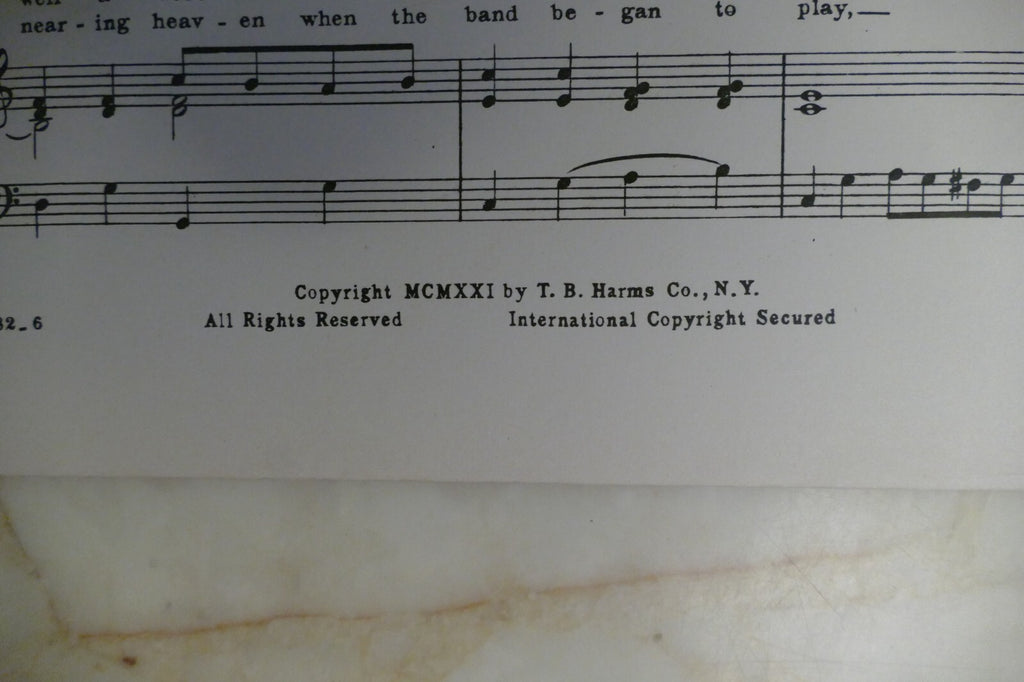 near - ing heav - en when the band be - gan to play,
Copyright MCMXXI by T. B. Harms Co., N. Y.
2_6 All Rights Reserved International Copyright Secured